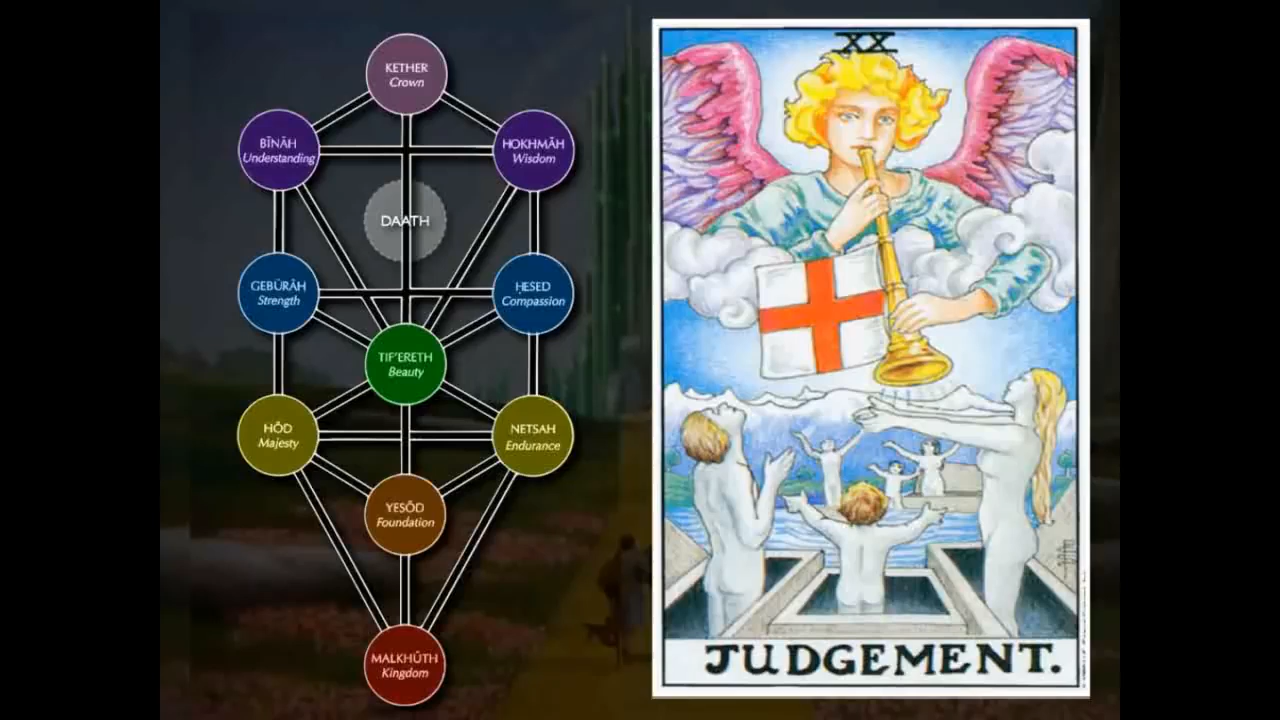 KETHER
Crown
BĪNĀH
Understanding
HOKHMĀH
Wisdom
DAATH
GEBŪRĀH
Strength
ḤESED
Compassion
TIF'ERETH
Beauty
HŌD
Majesty
NETSAH
Endurance
YESŌD
Foundation
MALKHŪTH
Kingdom
XX
JUDGEMENT.